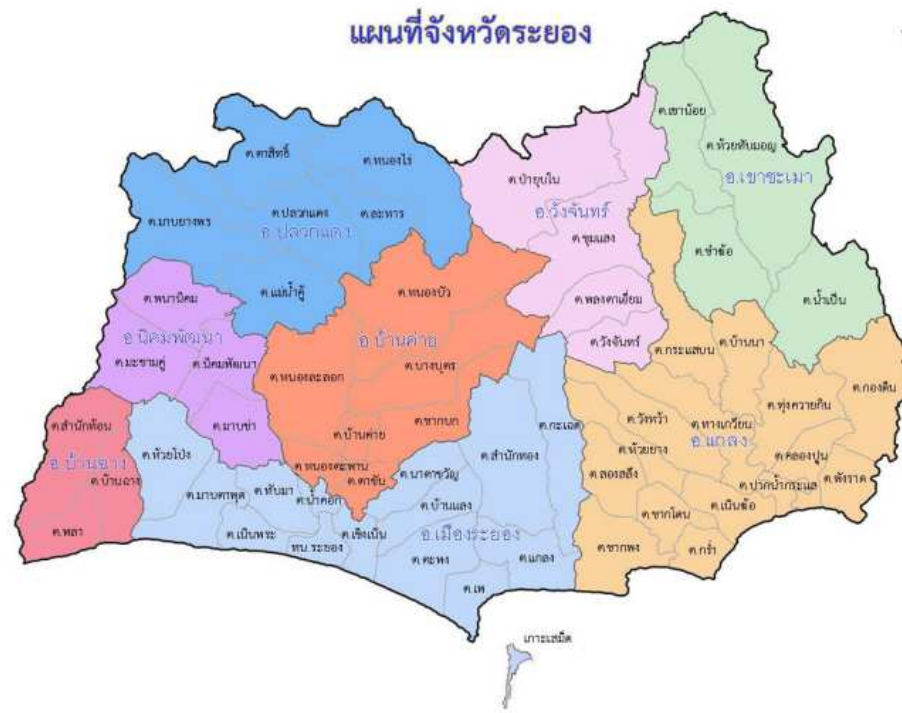 แผนที่จังหวัดระยอง
ต.เขาน้อย
ต.ห้วยทับมอญ
อ.เขาชะเมา
ต.ชำฆ้อ
ต.น้ำเป็น
ต.ตาสิทธิ์
ต.หนองไร่
ต.ปลวกแดง
ต.ละหาร
ต.มาบยางพร
อ.ปลวกแดง
ต.แม่น้ำคู้
ต.ป่ายุบใน
อ.วังจันทร์
ต.ชุมแสง
ต.พลงตาเอี่ยม
ต.วังจันทร์
ต.พนานิคม
อ.นิคมพัฒนา
ต.มะขามคู่
ต.นิคมพัฒนา
ต.มาบข่า
ต.หนองบัว
อ.บ้านค่าย
ต.บางบุตร
ต.หนองละลอก
ต.ชากบก
ต.บ้านค่าย
ต.หนองตะพาน
ต.ตาขัน
ต.สำนักท้อน
อ.บ้านฉาง
ต.บ้านฉาง
ต.พลา
ต.ห้วยโป่ง
ต.มาบตาพุด
ต.ทับมา
ต.น้ำคอก
ต.เนินพระ
ทน.ระยอง
ต.เชิงเนิน
ต.นาตาขวัญ
ต.บ้านแลง
ต.สำนักทอง
ต.กะเฉด
อ.เมืองระยอง
ต.ตะพง
ต.แกลง
ต.เพ
เกาะเสม็ด
ต.กระแสบน
ต.บ้านนา
ต.กองดิน
ต.ทุ่งควายกิน
ต.วังหว้า
ต.ทางเกวียน
อ.แกลง
ต.ห้วยยาง
ต.คลองปูน
ต.สองสลึง
ต.ปากน้ำกระแส
ต.พังราด
ต.เนินฆ้อ
ต.ชากโดน
ต.ชากพง
ต.กร่ำ